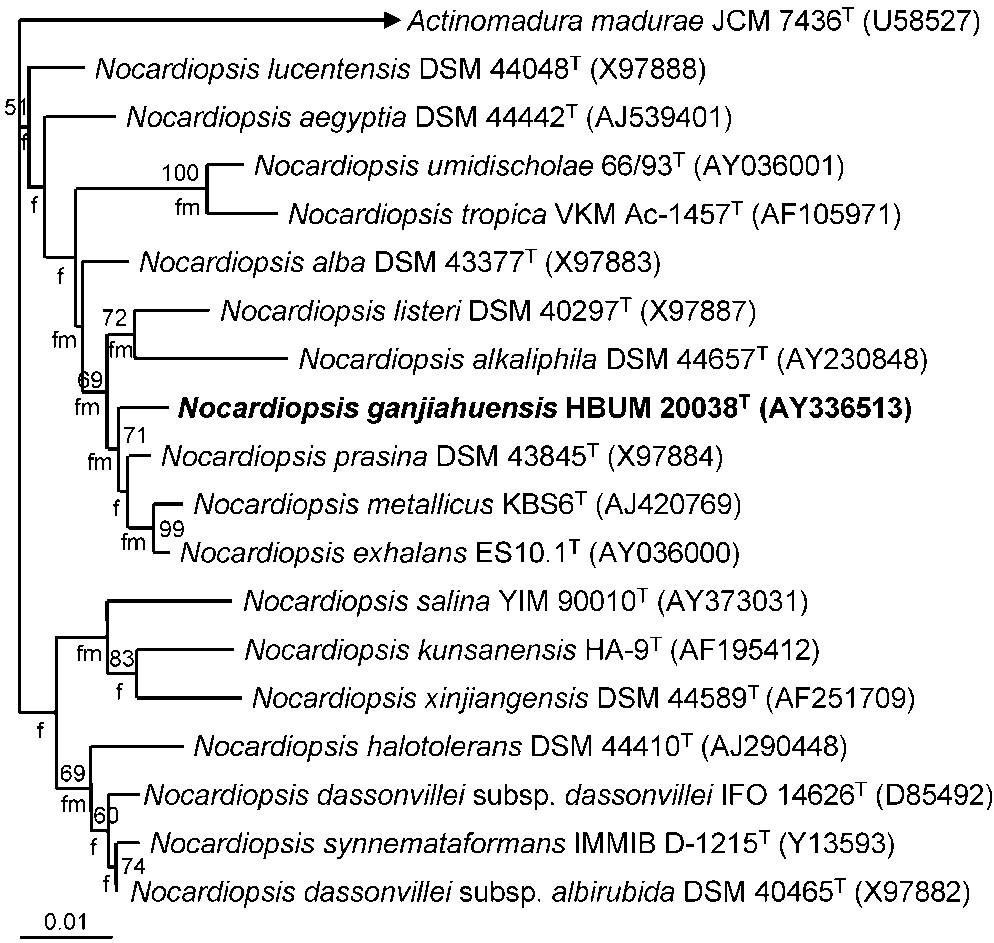 Actinomadura madurae JCM 7436T (U58527)
Nocardiopsis lucentensis DSM 44048T (X97888)
51
Nocardiopsis aegyptia DSM 44442T (AJ539401)
f
100
Nocardiopsis umidischolae 66/93T (AY036001)
f
fm
Nocardiopsis tropica VKM Ac-1457T (AF105971)
f
Nocardiopsis alba DSM 43377T (X97883)
72
Nocardiopsis listeri DSM 40297T (X97887)
fm
fm
Nocardiopsis alkaliphila DSM 44657T (AY230848)
69
fm
Nocardiopsis ganjiahuensis HBUM 20038T (AY336513)
71
fm
Nocardiopsis prasina DSM 43845T (X97884)
f
Nocardiopsis metallicus KBS6T (AJ420769)
fm
99
Nocardiopsis exhalans ES10.1T (AY036000)
Nocardiopsis salina YIM 90010T (AY373031)
fm
83
Nocardiopsis kunsanensis HA-9T (AF195412)
f
Nocardiopsis xinjiangensis DSM 44589T (AF251709)
f
Nocardiopsis halotolerans DSM 44410T (AJ290448)
69
fm
Nocardiopsis dassonvillei subsp. dassonvillei IFO 14626T (D85492)
60
f
Nocardiopsis synnemataformans IMMIB D-1215T (Y13593)
74
f
Nocardiopsis dassonvillei subsp. albirubida DSM 40465T (X97882)
0.01